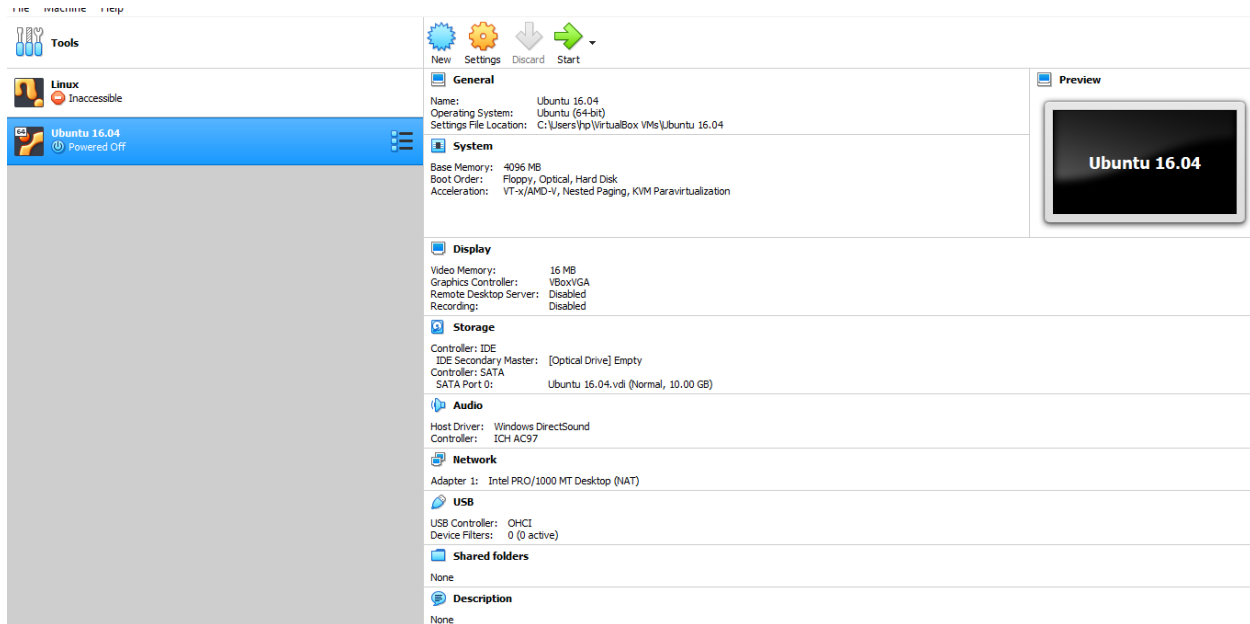 File Machine Help
Tools
Linux
Inaccessible
64
Ubuntu 16.04
Powered Off
New Settings Discard Start
General
Name: Ubuntu 16.04
Operating System: Ubuntu (64-bit)
Settings File Location: C:\Users\hp\VirtualBox VMs\Ubuntu 16.04
System
Base Memory: 4096 MB
Boot Order: Floppy, Optical, Hard Disk
Acceleration: VT-x/AMD-V, Nested Paging, KVM Paravirtualization
Preview
Ubuntu 16.04
Display
Video Memory: 16 MB
Graphics Controller: VBoxVGA
Remote Desktop Server: Disabled
Recording: Disabled
Storage
Controller: IDE
IDE Secondary Master: [Optical Drive] Empty
Controller: SATA
SATA Port 0: Ubuntu 16.04.vdi (Normal, 10.00 GB)
Audio
Host Driver: Windows DirectSound
Controller: ICH AC97
Network
Adapter 1: Intel PRO/1000 MT Desktop (NAT)
USB
USB Controller: OHCI
Device Filters: 0 (0 active)
Shared folders
None
Description
None